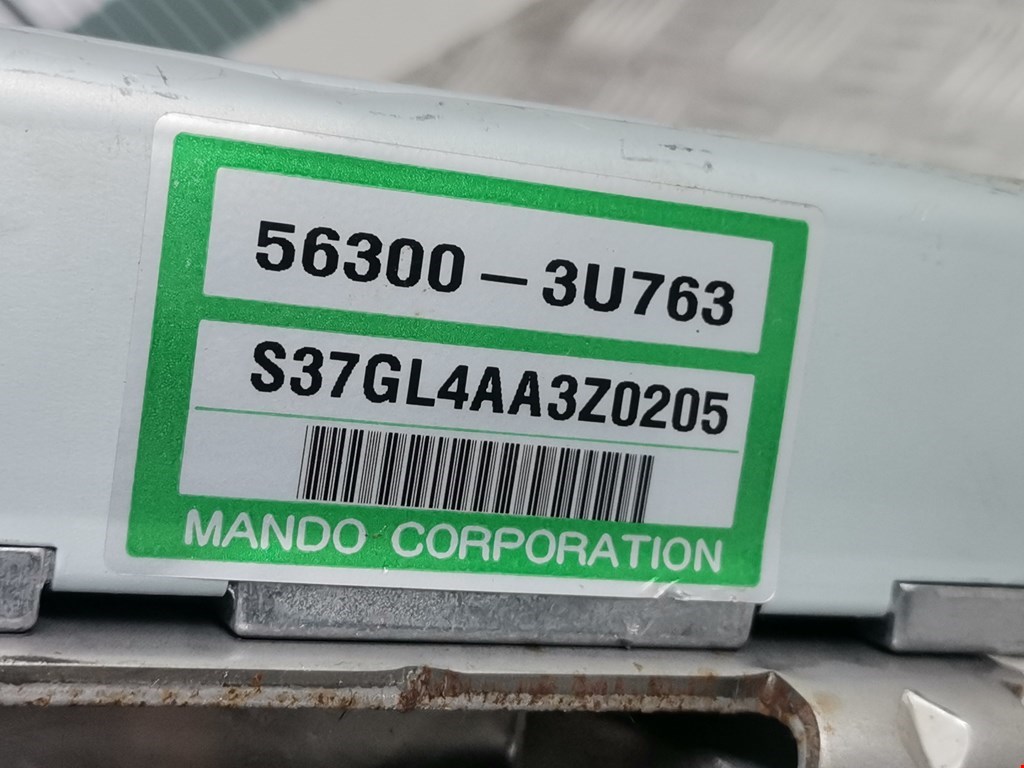 56300 – 3U763
S37GL4AA3Z0205
MANDO CORPORATION